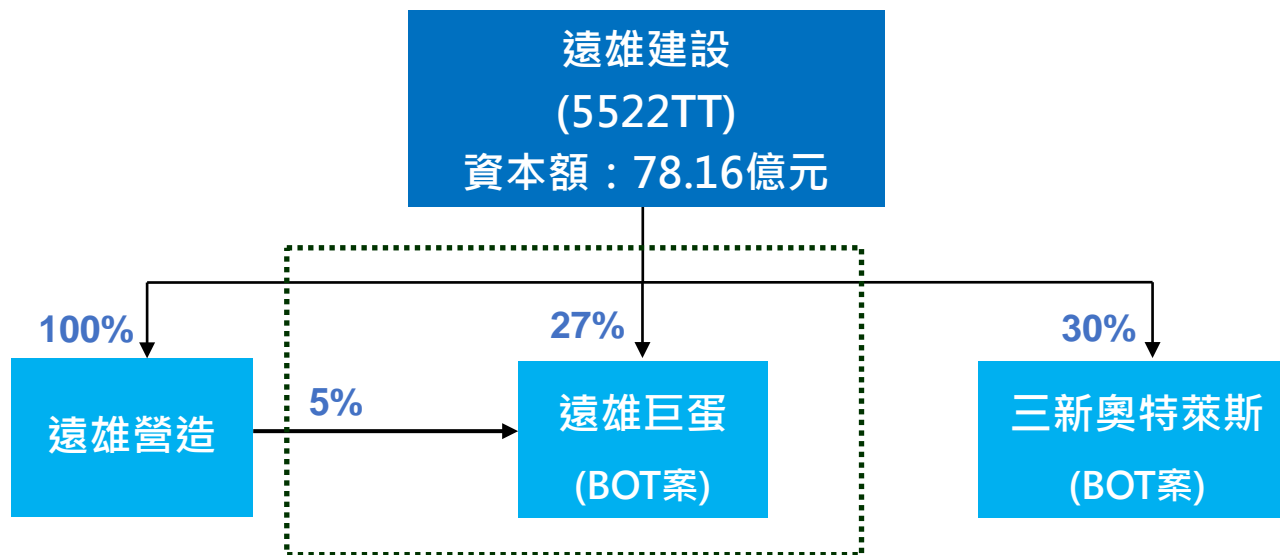 遠雄建設
(5522TT)
資本額：78.16億元
100%
27%
30%
5%
遠雄營造
遠雄巨蛋
(BOT案)
三新奧特萊斯
(BOT案)